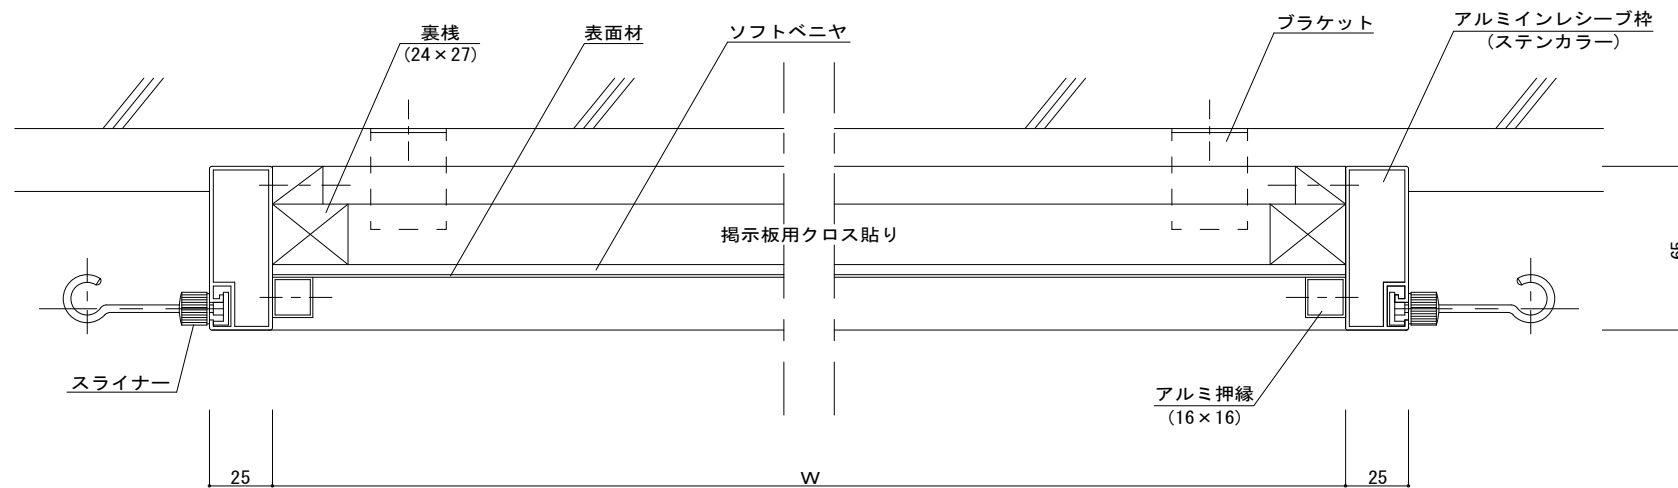 裏桟
(24×27)
表面材
ソフトベニヤ
ブラケット
アルミインレシーブ枠
(ステンカラー)
掲示板用クロス貼り
65
スライナー
アルミ押縁
(16×16)
25
W
25